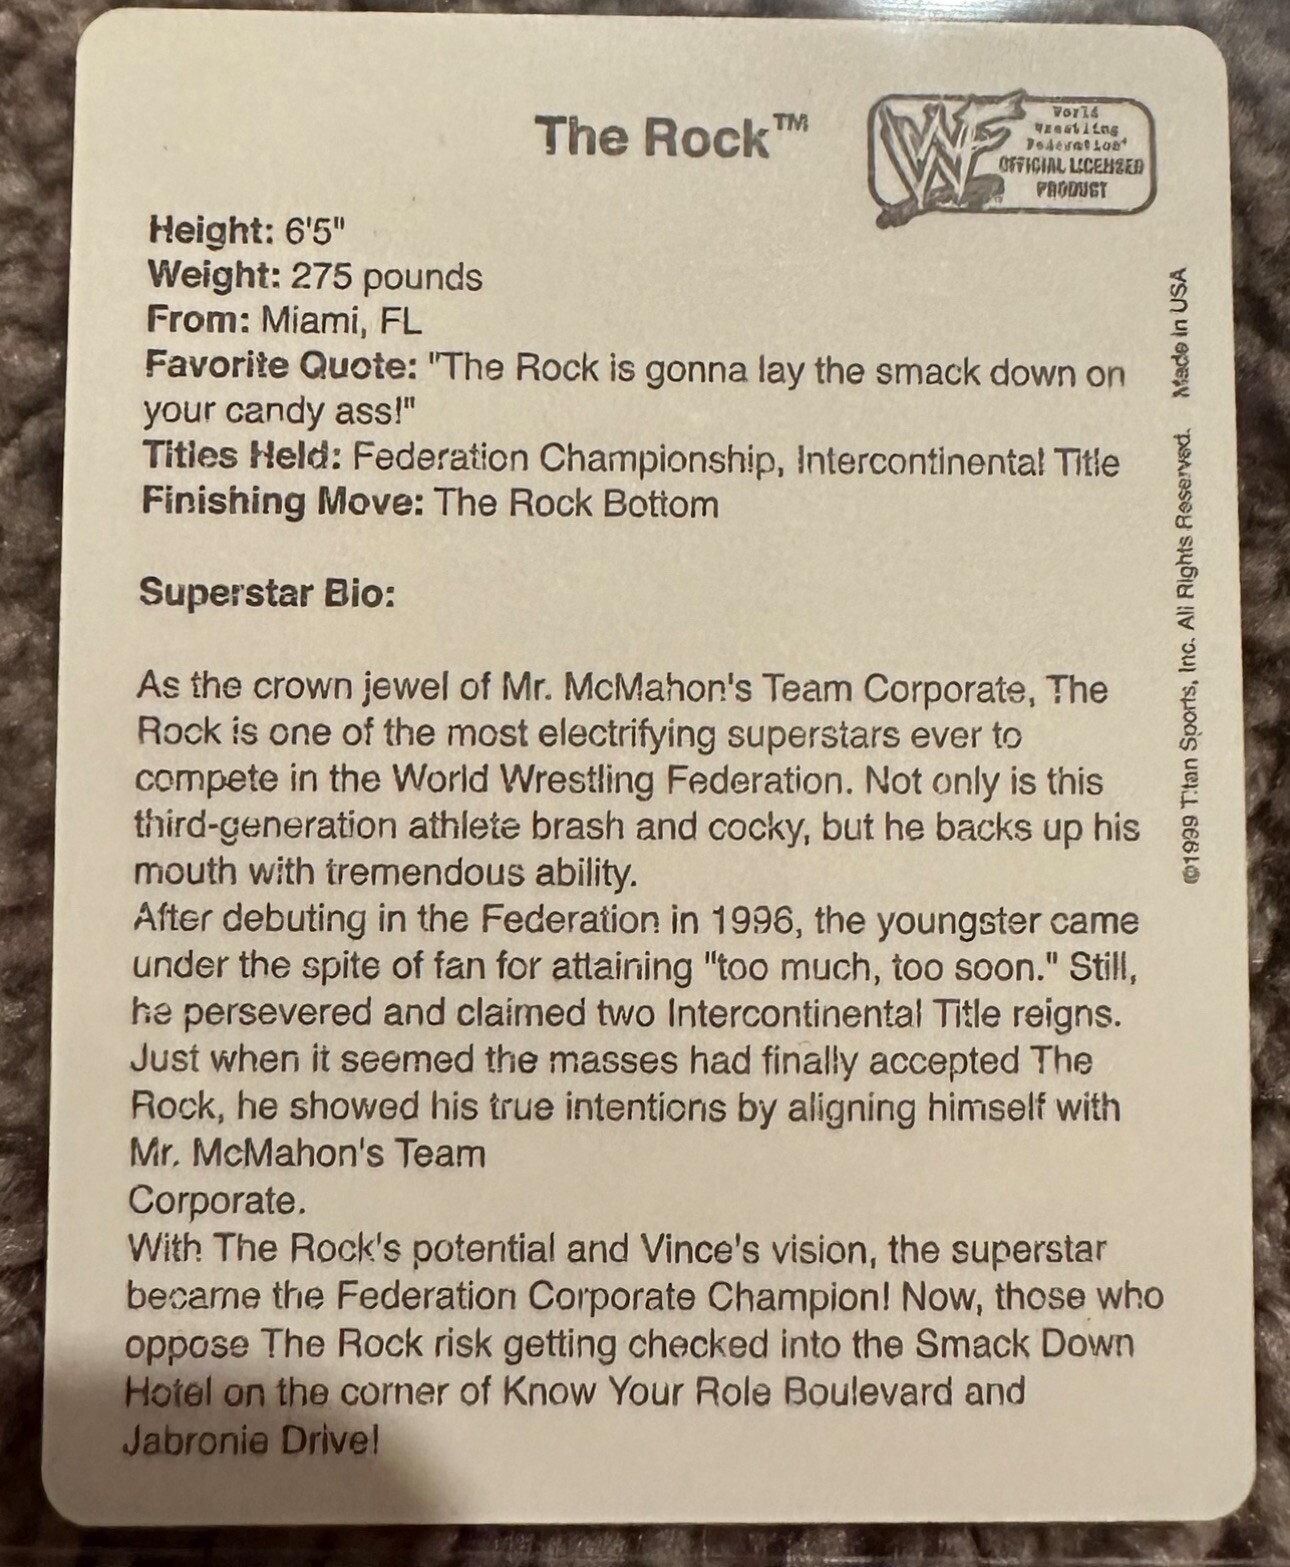 The Rock™
World
Wrestling
Federation
OFFICIAL LICENSED
PRODUCT
Height: 6'5"
Weight: 275 pounds
From: Miami, FL
Favorite Quote: "The Rock is gonna lay the smack down on
your candy ass!"
Titles Held: Federation Championship, Intercontinental Title
Finishing Move: The Rock Bottom
Superstar Bio:
As the crown jewel of Mr. McMahon's Team Corporate, The
Rock is one of the most electrifying superstars ever to
compete in the World Wrestling Federation. Not only is this
third-generation athlete brash and cocky, but he backs up his
mouth with tremendous ability.
After debuting in the Federation in 1996, the youngster came
under the spite of fan for attaining "too much, too soon." Still,
he persevered and claimed two Intercontinental Title reigns.
Just when it seemed the masses had finally accepted The
Rock, he showed his true intentions by aligning himself with
Mr. McMahon's Team
Corporate.
With The Rock's potential and Vince's vision, the superstar
became the Federation Corporate Champion! Now, those who
oppose The Rock risk getting checked into the Smack Down
Hotel on the corner of Know Your Role Boulevard and
Jabronie Drive!
©1999 Titan Sports, Inc. All Rights Reserved. Made in USA